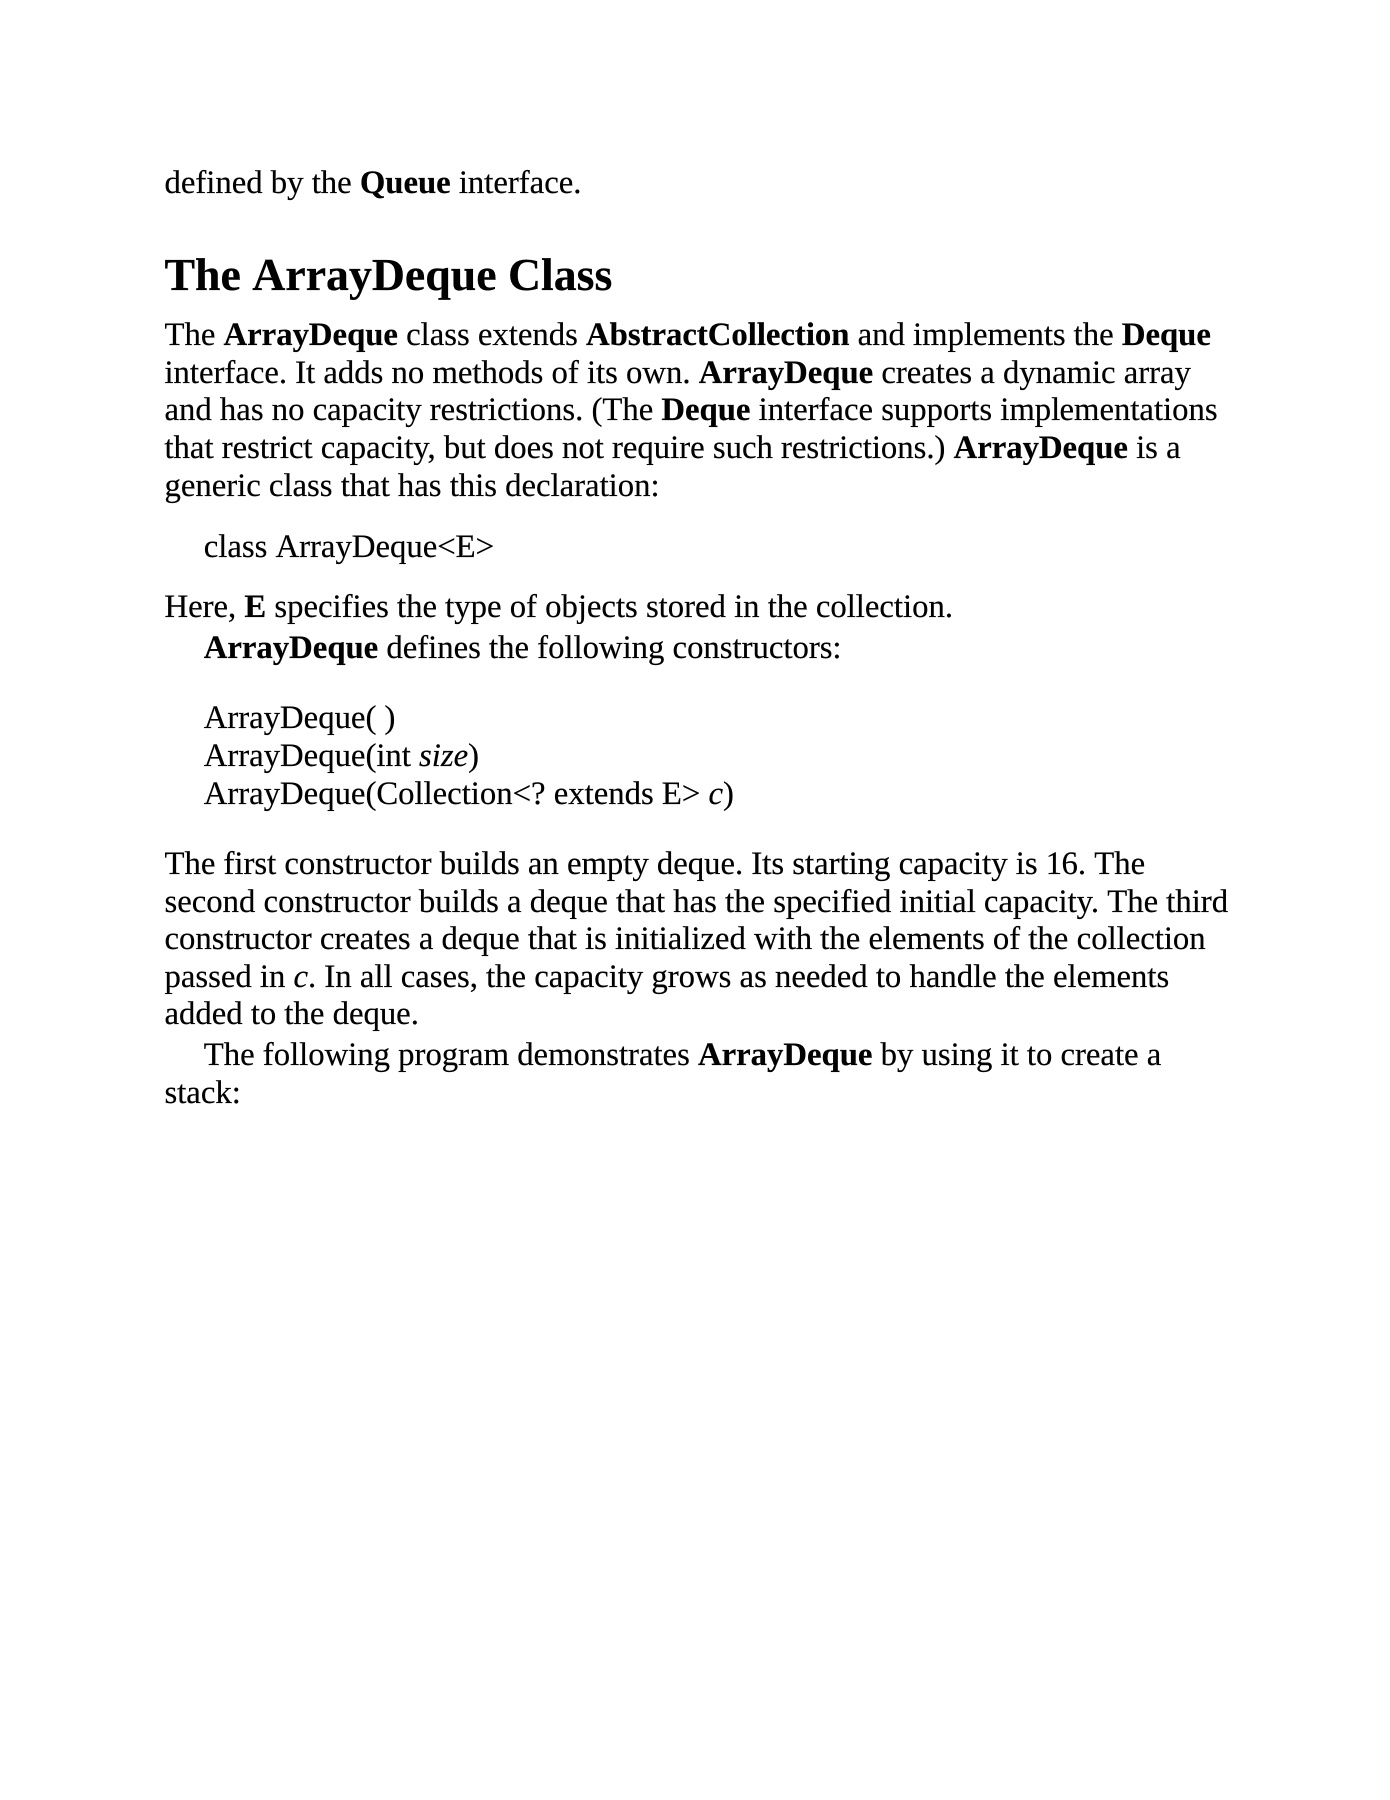 defined by the Queue interface.
The ArrayDeque Class
The ArrayDeque class extends AbstractCollection and implements the Deque
interface. It adds no methods of its own. ArrayDeque creates a dynamic array
and has no capacity restrictions. (The Deque interface supports implementations
that restrict capacity, but does not require such restrictions.) ArrayDeque is a
generic class that has this declaration:
class ArrayDeque<E>
Here, E specifies the type of objects stored in the collection.
ArrayDeque defines the following constructors:
ArrayDeque( )
ArrayDeque(int size)
ArrayDeque(Collection<? extends E> c)
The first constructor builds an empty deque. Its starting capacity is 16. The
second constructor builds a deque that has the specified initial capacity. The third
constructor creates a deque that is initialized with the elements of the collection
passed in c. In all cases, the capacity grows as needed to handle the elements
added to the deque.
The following program demonstrates ArrayDeque by using it to create a
stack: